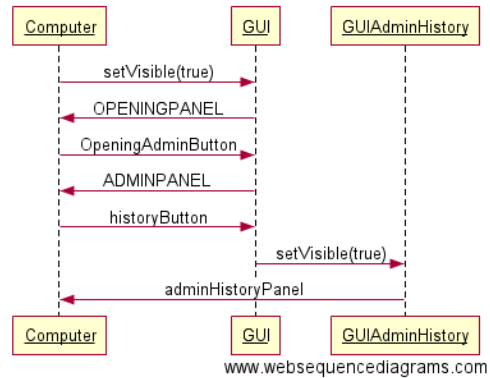 Computer GUI GUIAdminHistory
setVisible(true)
OPENINGPANEL
OpeningAdminButton
ADMINPANEL
historyButton
setVisible(true)
adminHistoryPanel
Computer GUI GUIAdminHistory
www.websequencediagrams.com